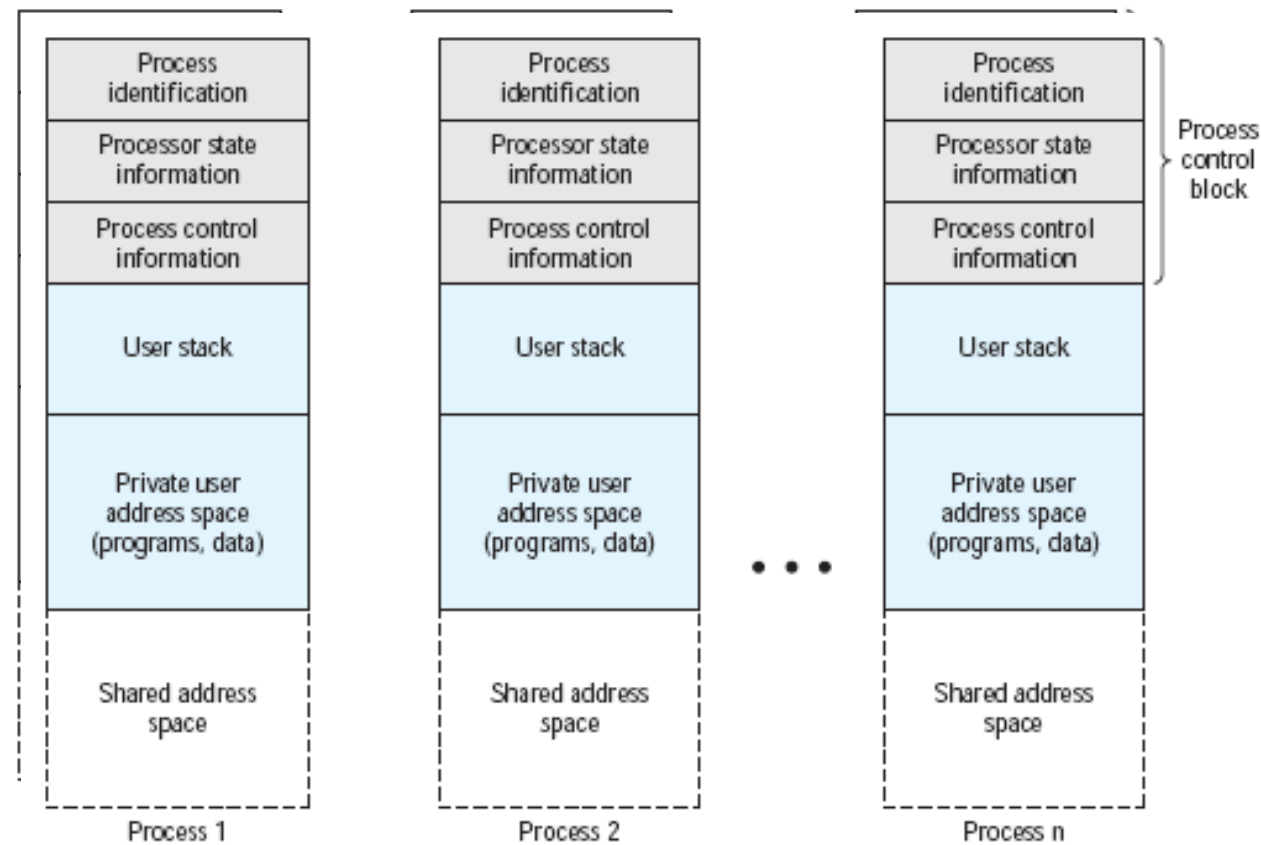 Process
identification
Processor state
information
Process control
information
User stack
Private user
address space
(programs, data)
Shared address
space
Process 1
Process
identification
Processor state
information
Process control
information
User stack
Private user
address space
(programs, data)
Shared address
space
Process 2
Process
identification
Processor state
information
Process control
information
User stack
Private user
address space
(programs, data)
Shared address
space
Process n
Process
control
block